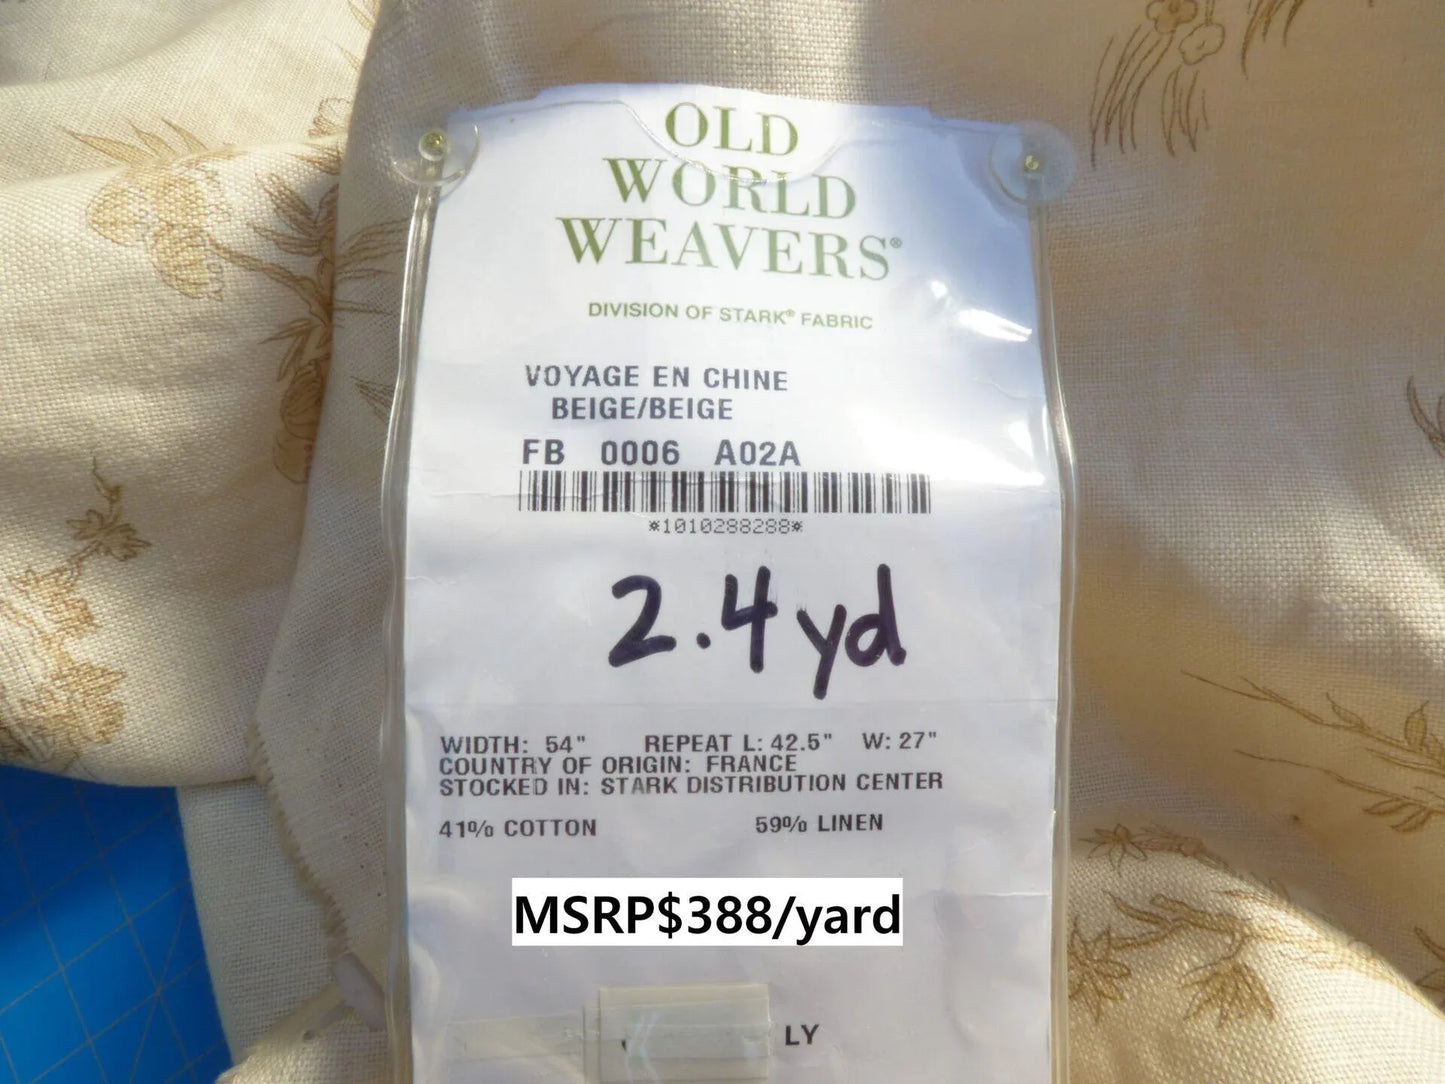 OLD
WORLD
WEAVERS®
DIVISION OF STARK® FABRIC
VOYAGE EN CHINE
BEIGE/BEIGE
FB 0006 A02A
*1010288288*
2.4yd
WIDTH: 54" REPEAT L: 42.5" W: 27"
COUNTRY OF ORIGIN: FRANCE
STOCKED IN: STARK DISTRIBUTION CENTER
41% COTTON 59% LINEN
MSRP$388/yard
LY